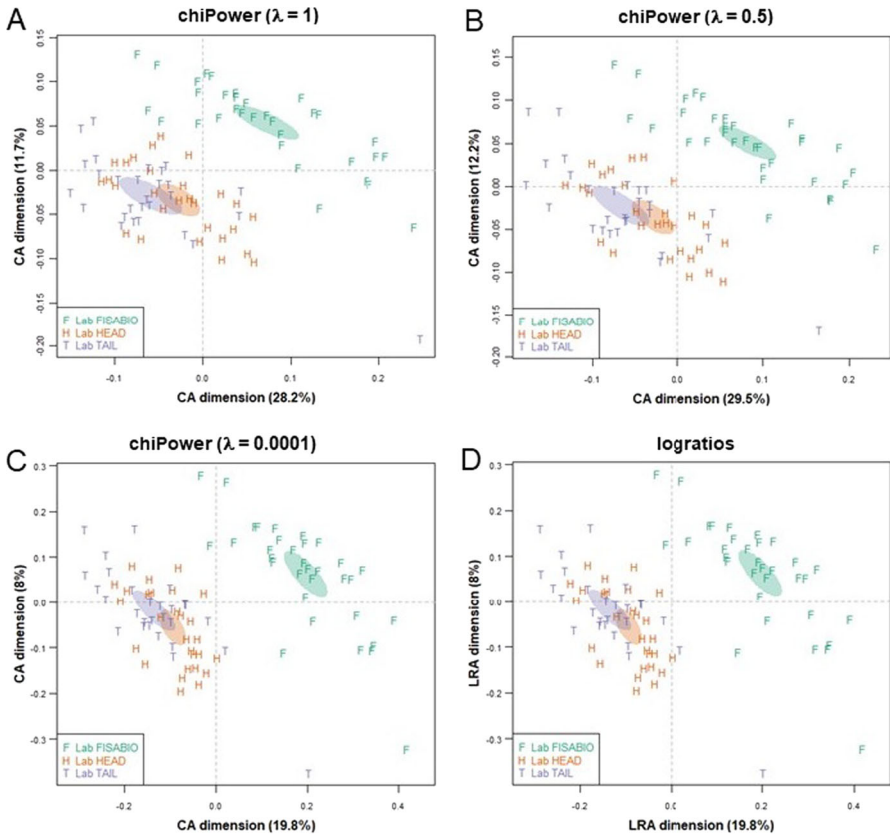 A
chiPower (λ = 1)
CA dimension (11.7%)
0.15
0.10
0.05
0.00
-0.05
-0.10
-0.20
F Lab FISABIO
H Lab HEAD
T Lab TAIL
-0.1
0.0
0.1
0.2
CA dimension (28.2%)
B
chiPower (λ = 0.5)
CA dimension (12.2%)
0.15
0.10
0.05
0.00
-0.05
-0.10
-0.15
-0.20
F Lab FISABIO
H Lab HEAD
T Lab TAIL
-0.1
0.0
0.1
0.2
CA dimension (29.5%)
C
chiPower (λ = 0.0001)
CA dimension (8%)
0.3
0.2
0.1
0.0
-0.1
-0.2
-0.3
F Lab FISABIO
H Lab HEAD
T Lab TAIL
-0.2
0.0
0.2
0.4
CA dimension (19.8%)
D
logratios
LRA dimension (8%)
0.3
0.2
0.1
0.0
-0.1
-0.2
-0.3
F Lab FISABIO
H Lab HEAD
T Lab TAIL
-0.2
0.0
0.2
0.4
LRA dimension (19.8%)